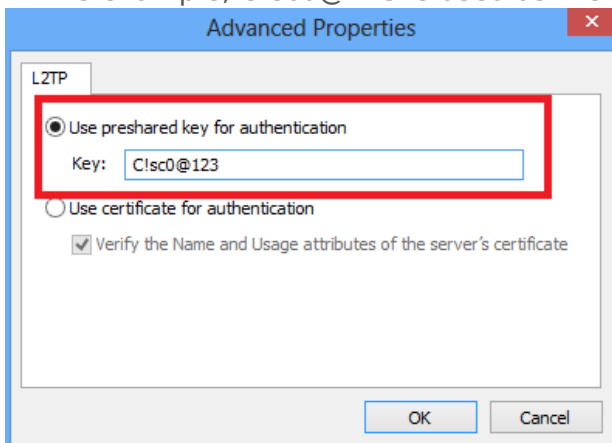 Advanced Properties
L2TP
Use preshared key for authentication
Key: C!sc0@123
Use certificate for authentication
Verify the Name and Usage attributes of the server's certificate
OK Cancel